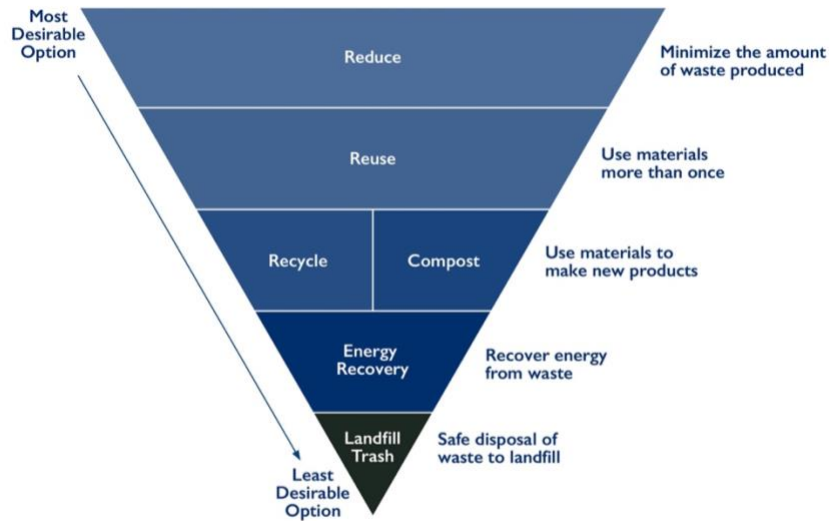 Most
Desirable
Option
Reduce
Minimize the amount
of waste produced
Reuse
Use materials
more than once
Recycle
Compost
Use materials to
make new products
Energy
Recovery
Recover energy
from waste
Landfill
Trash
Safe disposal of
waste to landfill
Least
Desirable
Option